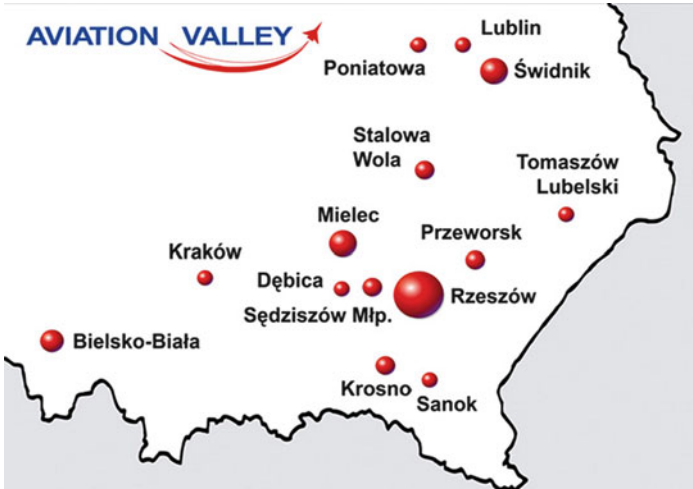 AVIATION VALLEY
Lublin
Poniatowa
Świdnik
Stalowa
Wola
Tomaszów
Lubelski
Mielec
Przeworsk
Kraków
Dębica
Rzeszów
Sędziszów Młp.
Bielsko-Biała
Krosno
Sanok